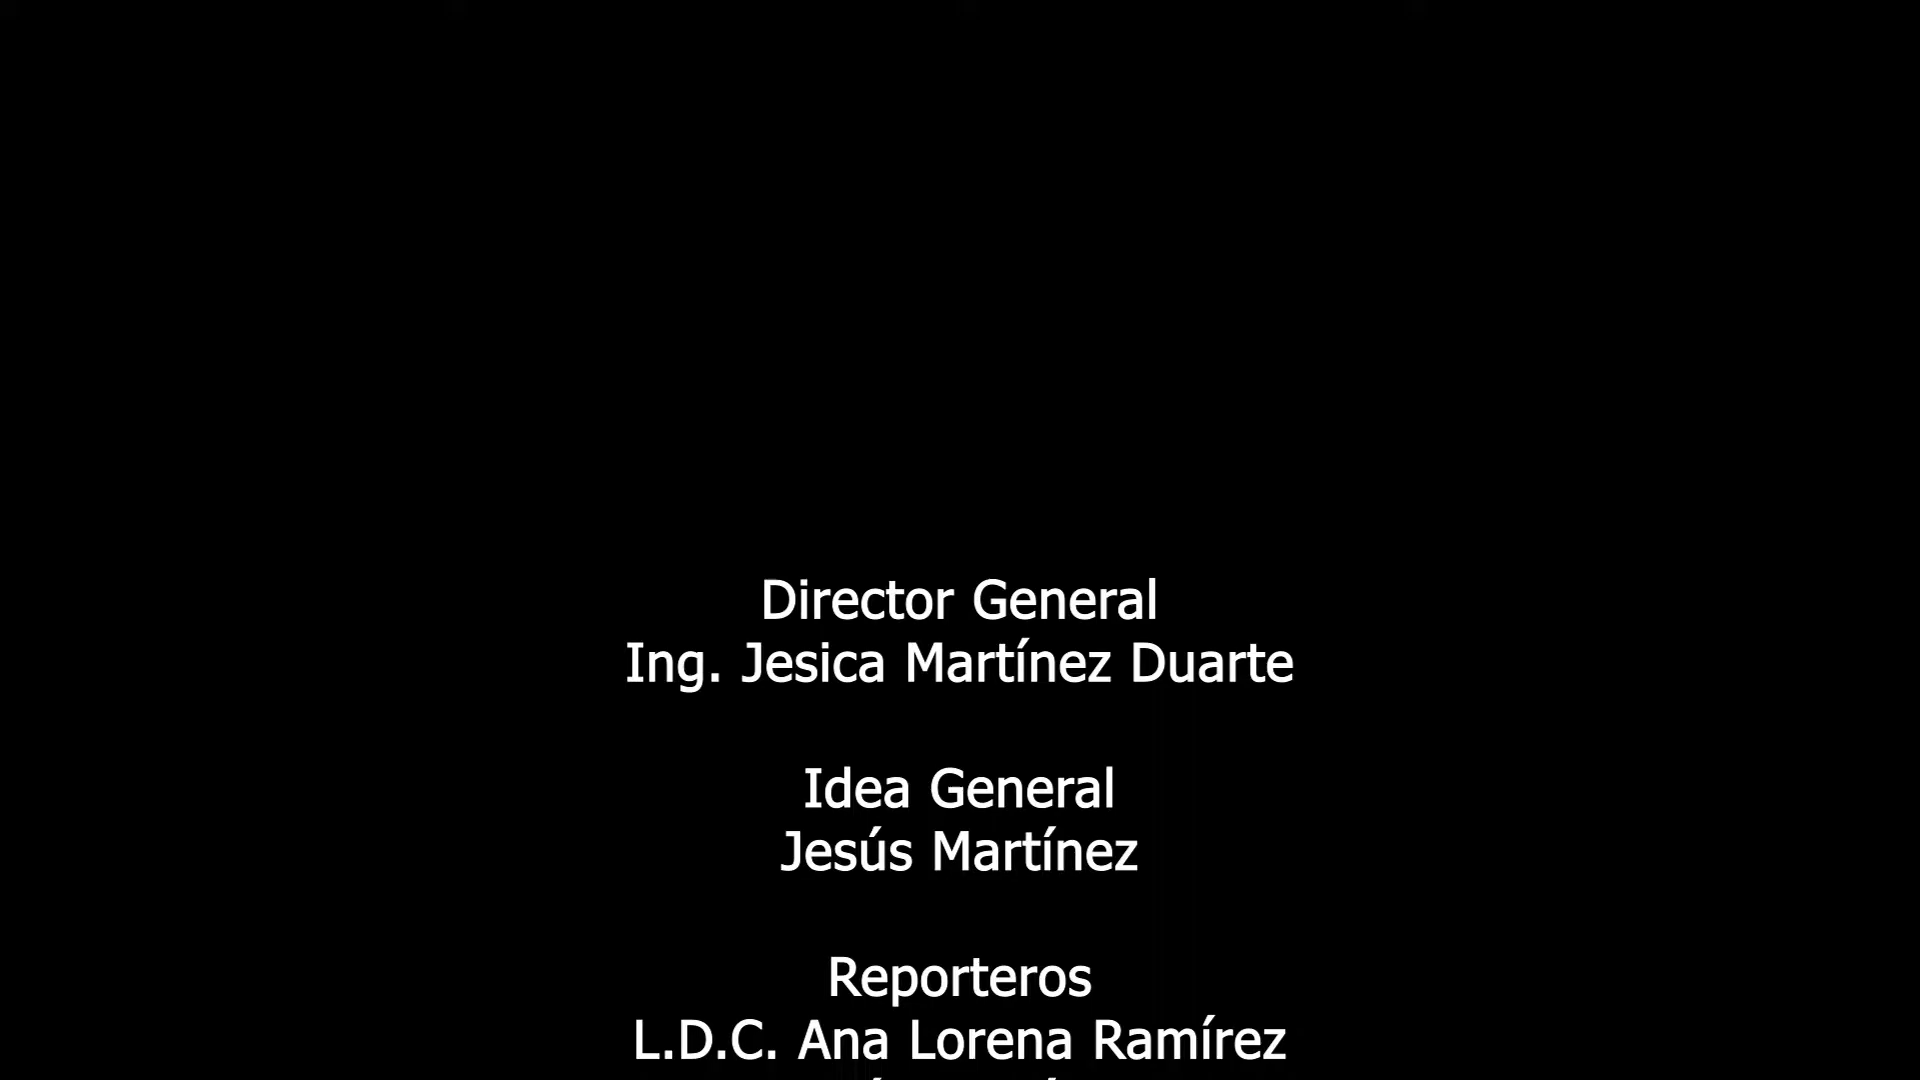 Director General
Ing. Jesica Martínez Duarte
Idea General
Jesús Martínez
Reporteros
L.D.C. Ana Lorena Ramírez